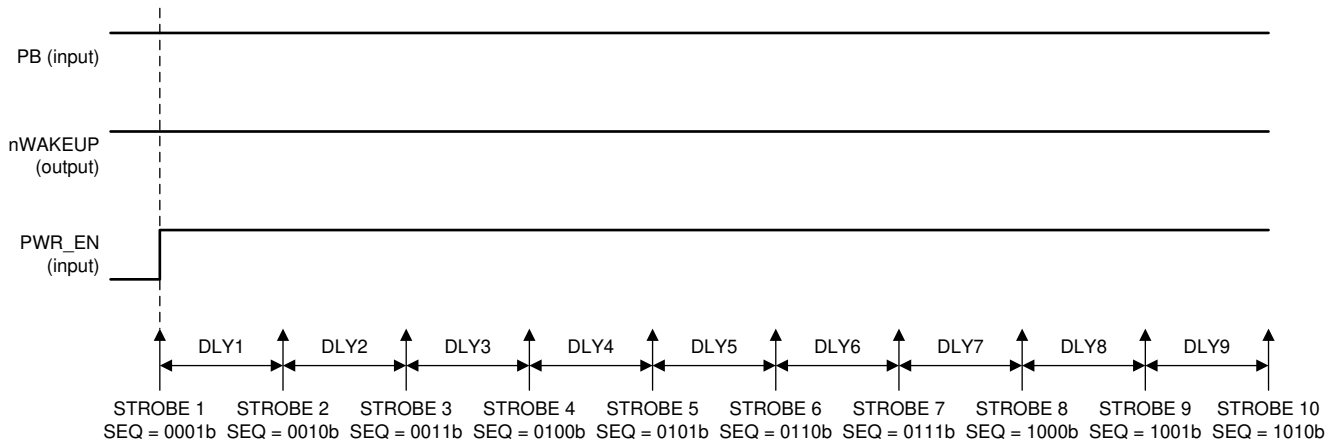 PB (input)
nWAKEUP
(output)
PWR_EN
(input)
DLY1 DLY2 DLY3 DLY4 DLY5 DLY6 DLY7 DLY8 DLY9
STROBE 1 STROBE 2 STROBE 3 STROBE 4 STROBE 5 STROBE 6 STROBE 7 STROBE 8 STROBE 9 STROBE 10
SEQ = 0001b SEQ = 0010b SEQ = 0011b SEQ = 0100b SEQ = 0101b SEQ = 0110b SEQ = 0111b SEQ = 1000b SEQ = 1001b SEQ = 1010b